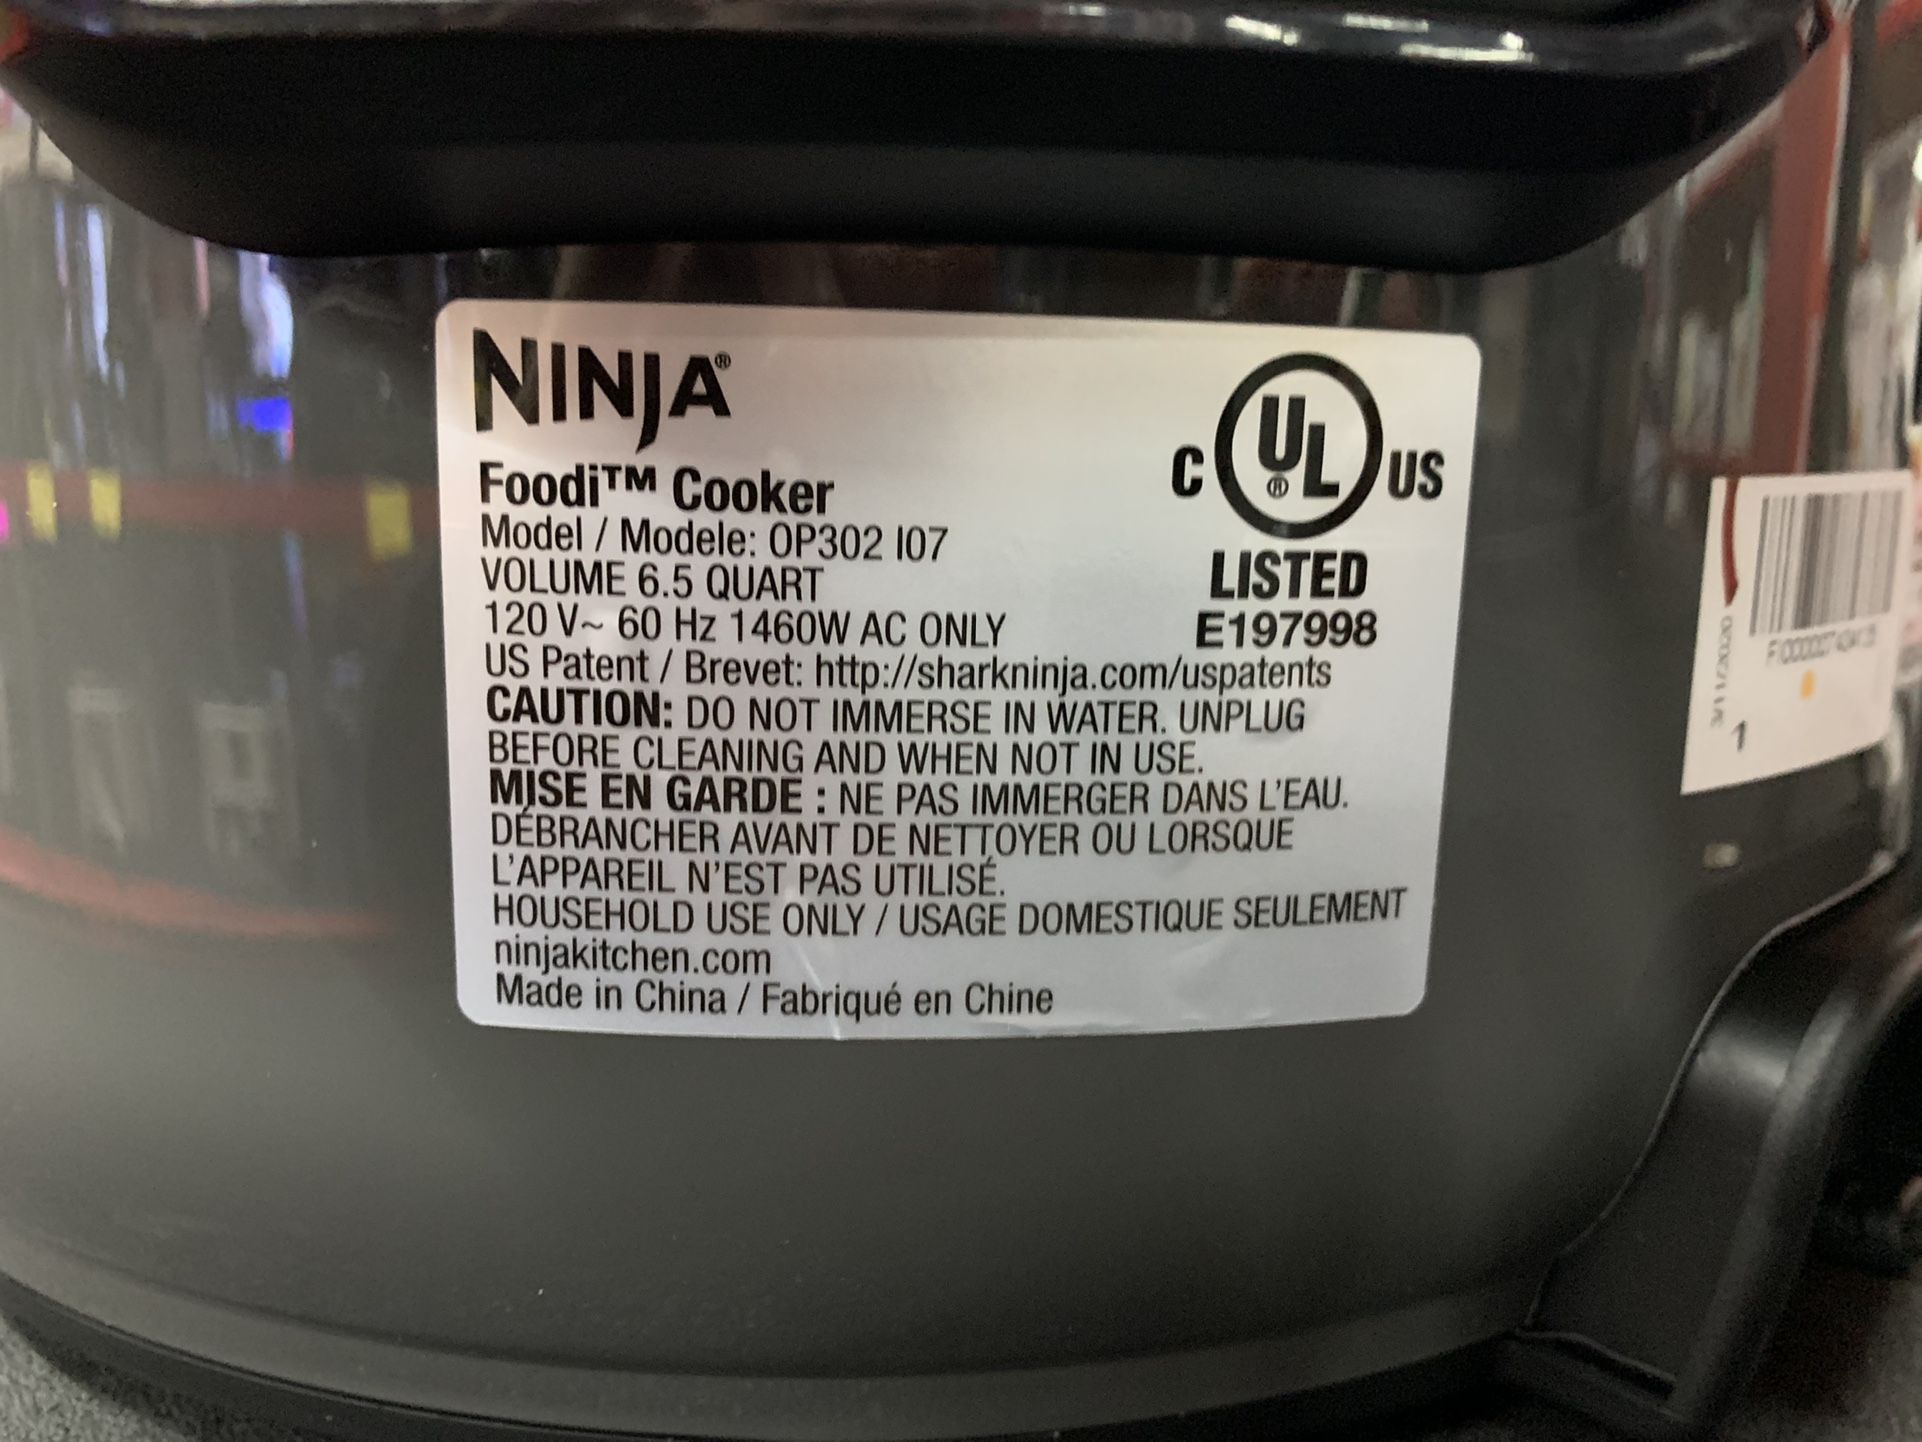 NINJA®
Foodi™ Cooker
Model / Modele: OP302 I07
VOLUME 6.5 QUART
120 V~ 60 Hz 1460W AC ONLY
US Patent / Brevet: http://sharkninja.com/uspatents
CAUTION: DO NOT IMMERSE IN WATER. UNPLUG
BEFORE CLEANING AND WHEN NOT IN USE.
MISE EN GARDE : NE PAS IMMERGER DANS L'EAU.
DÉBRANCHER AVANT DE NETTOYER OU LORSQUE
L'APPAREIL N'EST PAS UTILISÉ.
HOUSEHOLD USE ONLY / USAGE DOMESTIQUE SEULEMENT
ninjakitchen.com
Made in China / Fabriqué en Chine
C UL® US
LISTED
E197998
3/11/2020
1